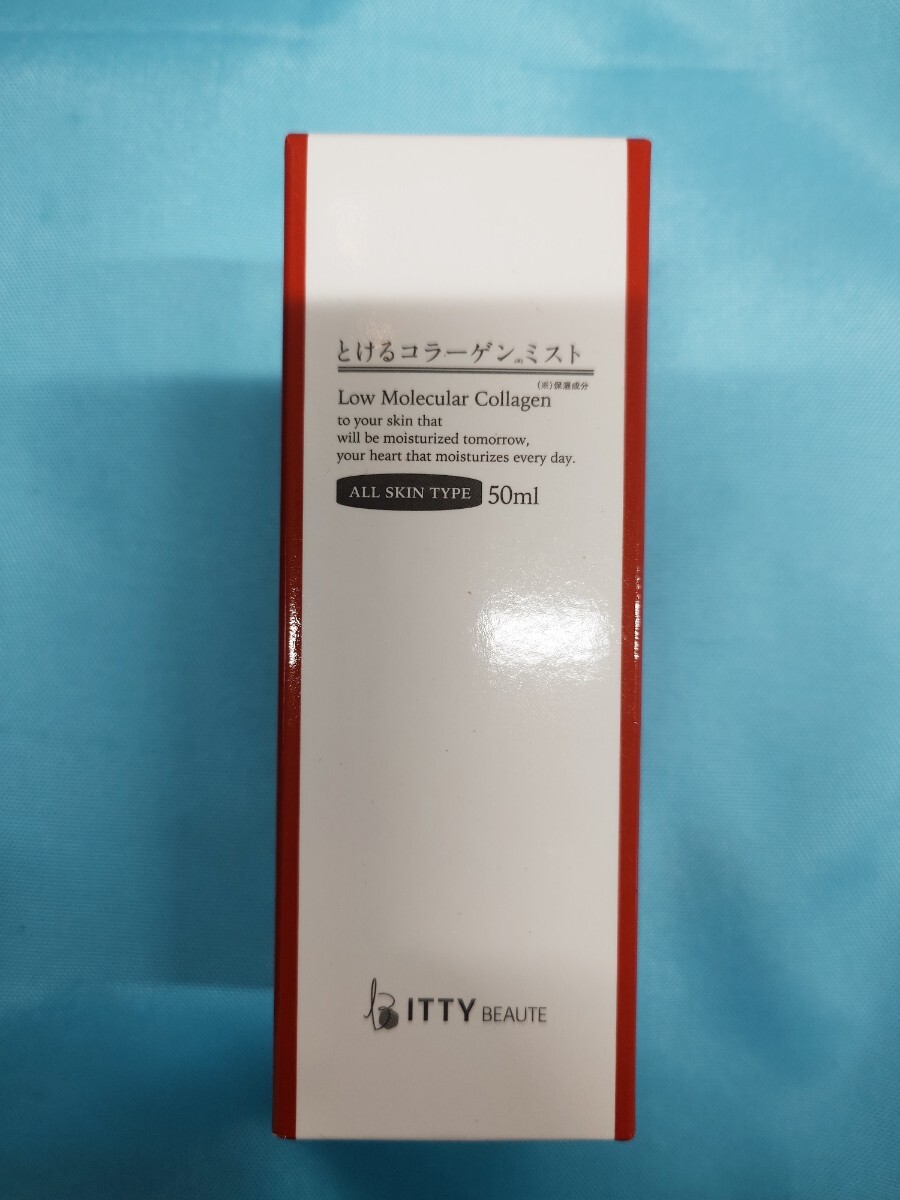 とけるコラーゲン(※)ミスト
(※)保湿成分
Low Molecular Collagen
to your skin that
will be moisturized tomorrow,
your heart that moisturizes every day.
ALL SKIN TYPE 50ml
ITTY BEAUTE